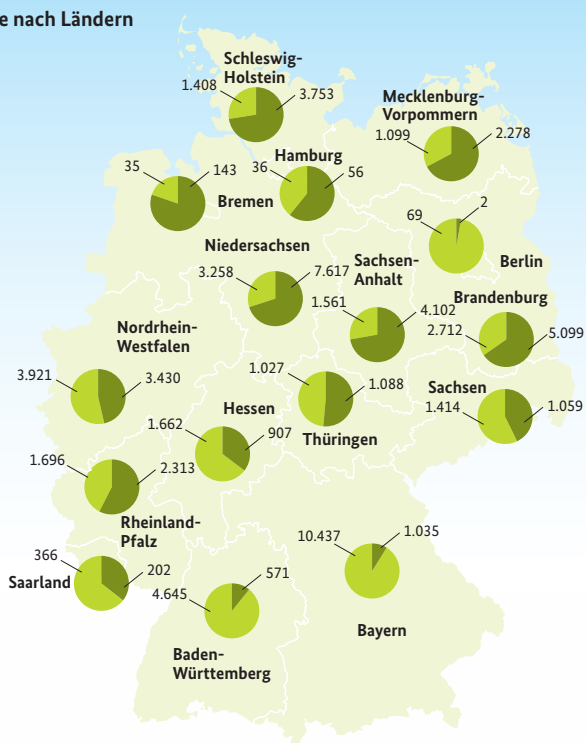 e nach Ländern
Schleswig-
Holstein
1.408
3.753
Mecklenburg-
Vorpommern
1.099
2.278
Hamburg
36
56
35
143
Bremen
69
2
Berlin
Niedersachsen
3.258
7.617
Sachsen-
Anhalt
1.561
4.102
Brandenburg
2.712
5.099
Nordrhein-
Westfalen
3.921
3.430
1.027
1.088
Thüringen
Sachsen
1.414
1.059
Hessen
1.662
907
1.696
2.313
Rheinland-
Pfalz
366
202
Saarland
4.645
571
Baden-
Württemberg
10.437
1.035
Bayern